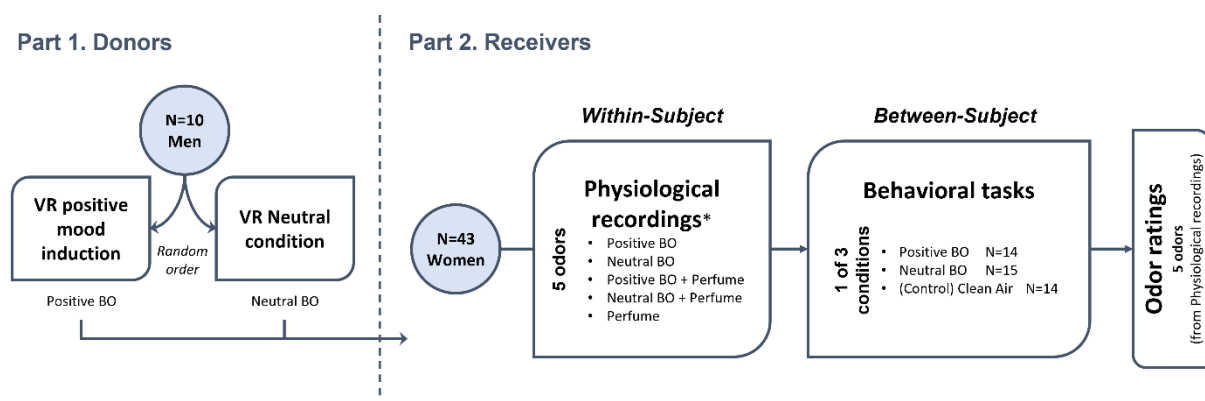 Part 1. Donors
N=10
Men
VR positive
mood
induction
Random
order
VR Neutral
condition
Positive BO
Neutral BO
Part 2. Receivers
N=43
Women
Within-Subject
5 odors
Physiological
recordings*
• Positive BO
• Neutral BO
• Positive BO + Perfume
• Neutral BO + Perfume
• Perfume
Between-Subject
1 of 3
conditions
Behavioral tasks
• Positive BO N=14
• Neutral BO N=15
• (Control) Clean Air N=14
Odor ratings
5 odors
(from Physiological recordings)